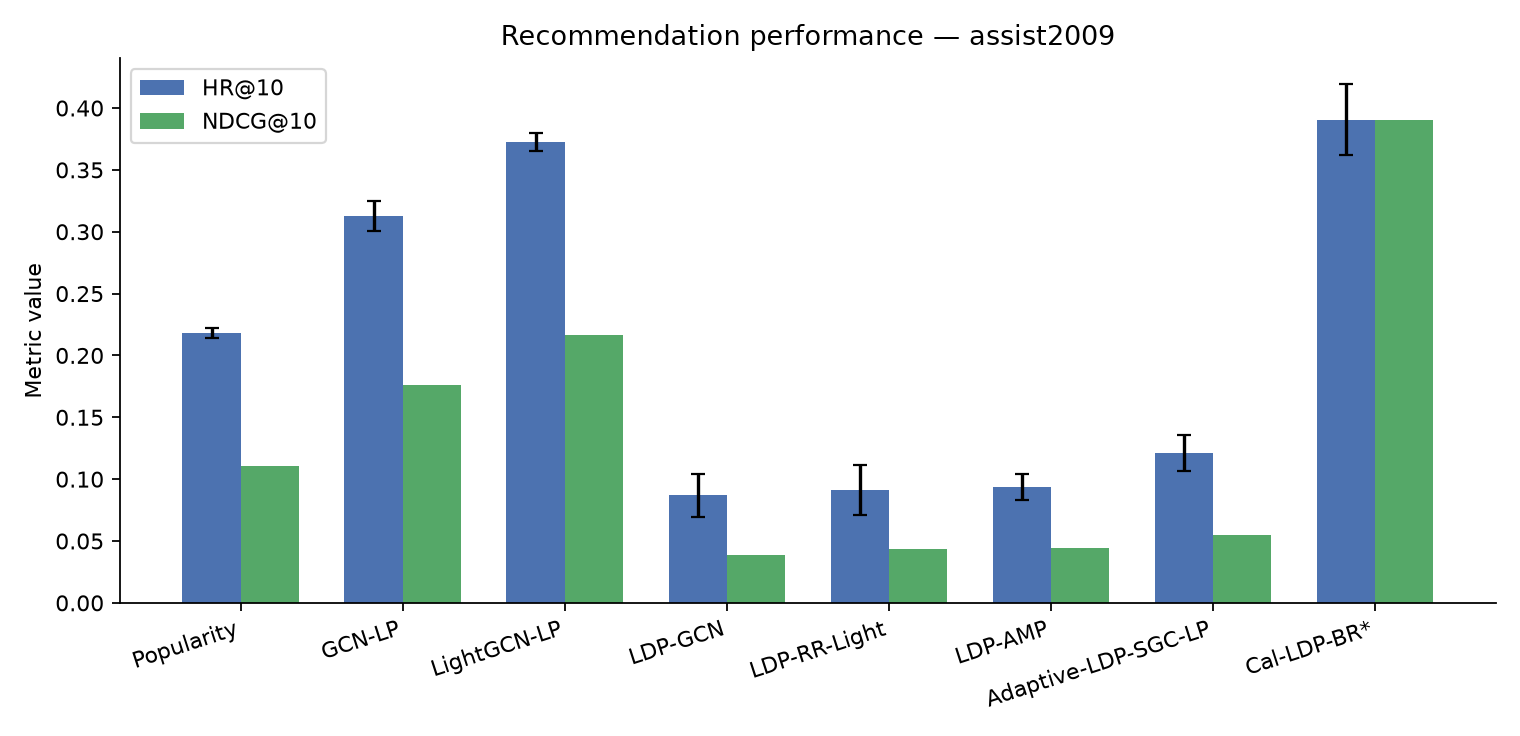 Recommendation performance — assist2009
HR@10
NDCG@10
Metric value
0.40
0.35
0.30
0.25
0.20
0.15
0.10
0.05
0.00
Popularity
GCN-LP
LightGCN-LP
LDP-GCN
LDP-RR-Light
LDP-AMP
Adaptive-LDP-SGC-LP
Cal-LDP-BR*